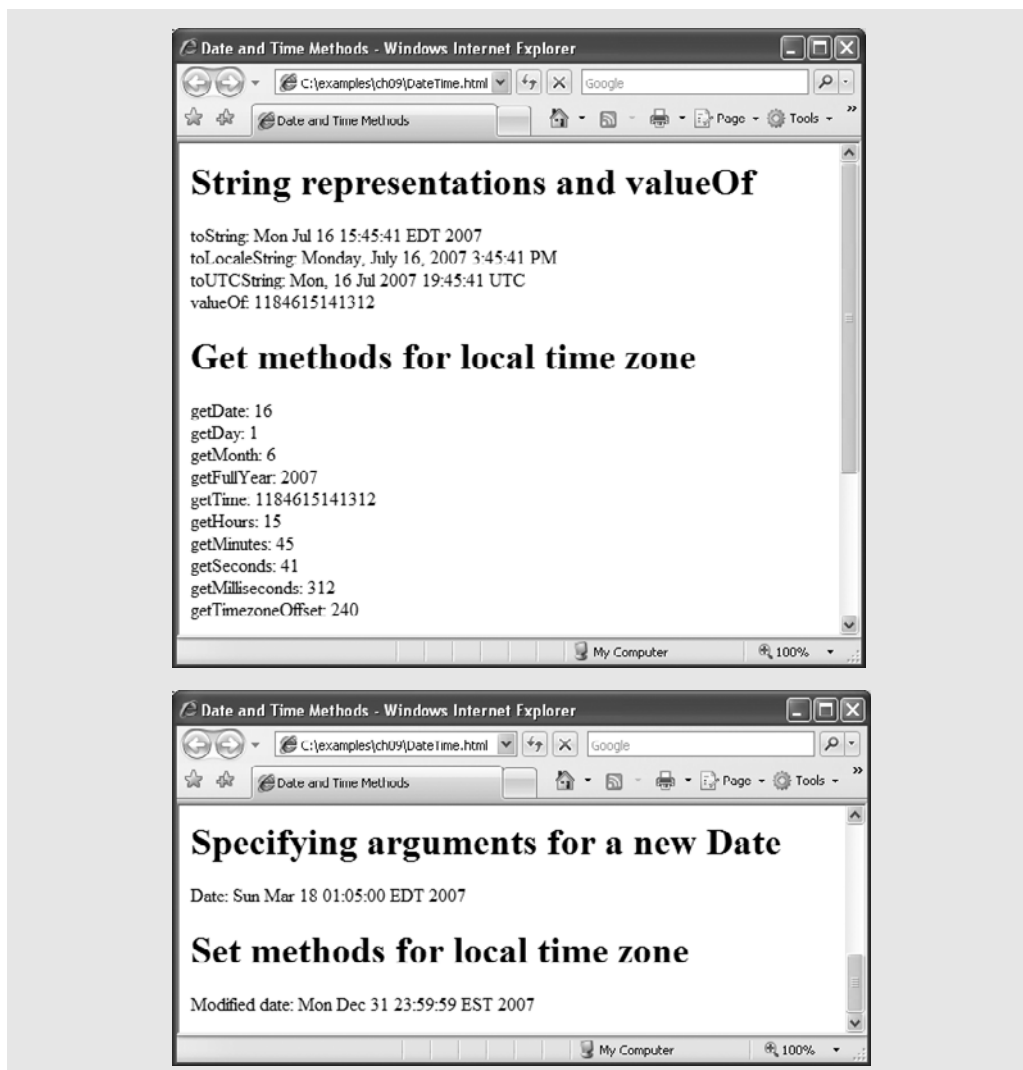 Date and Time Methods - Windows Internet Explorer
C:\examples\ch09\DateTime.html
Google
Date and Time Methods
Page
Tools
String representations and valueOf
toString: Mon Jul 16 15:45:41 EDT 2007
toLocaleString: Monday, July 16, 2007 3:45:41 PM
toUTCString: Mon, 16 Jul 2007 19:45:41 UTC
valueOf: 1184615141312
Get methods for local time zone
getDate: 16
getDay: 1
getMonth: 6
getFullYear: 2007
getTime: 1184615141312
getHours: 15
getMinutes: 45
getSeconds: 41
getMilliseconds: 312
getTimezoneOffset: 240
My Computer
100%
Date and Time Methods - Windows Internet Explorer
C:\examples\ch09\DateTime.html
Google
Date and Time Methods
Page
Tools
Specifying arguments for a new Date
Date: Sun Mar 18 01:05:00 EDT 2007
Set methods for local time zone
Modified date: Mon Dec 31 23:59:59 EST 2007
My Computer
100%